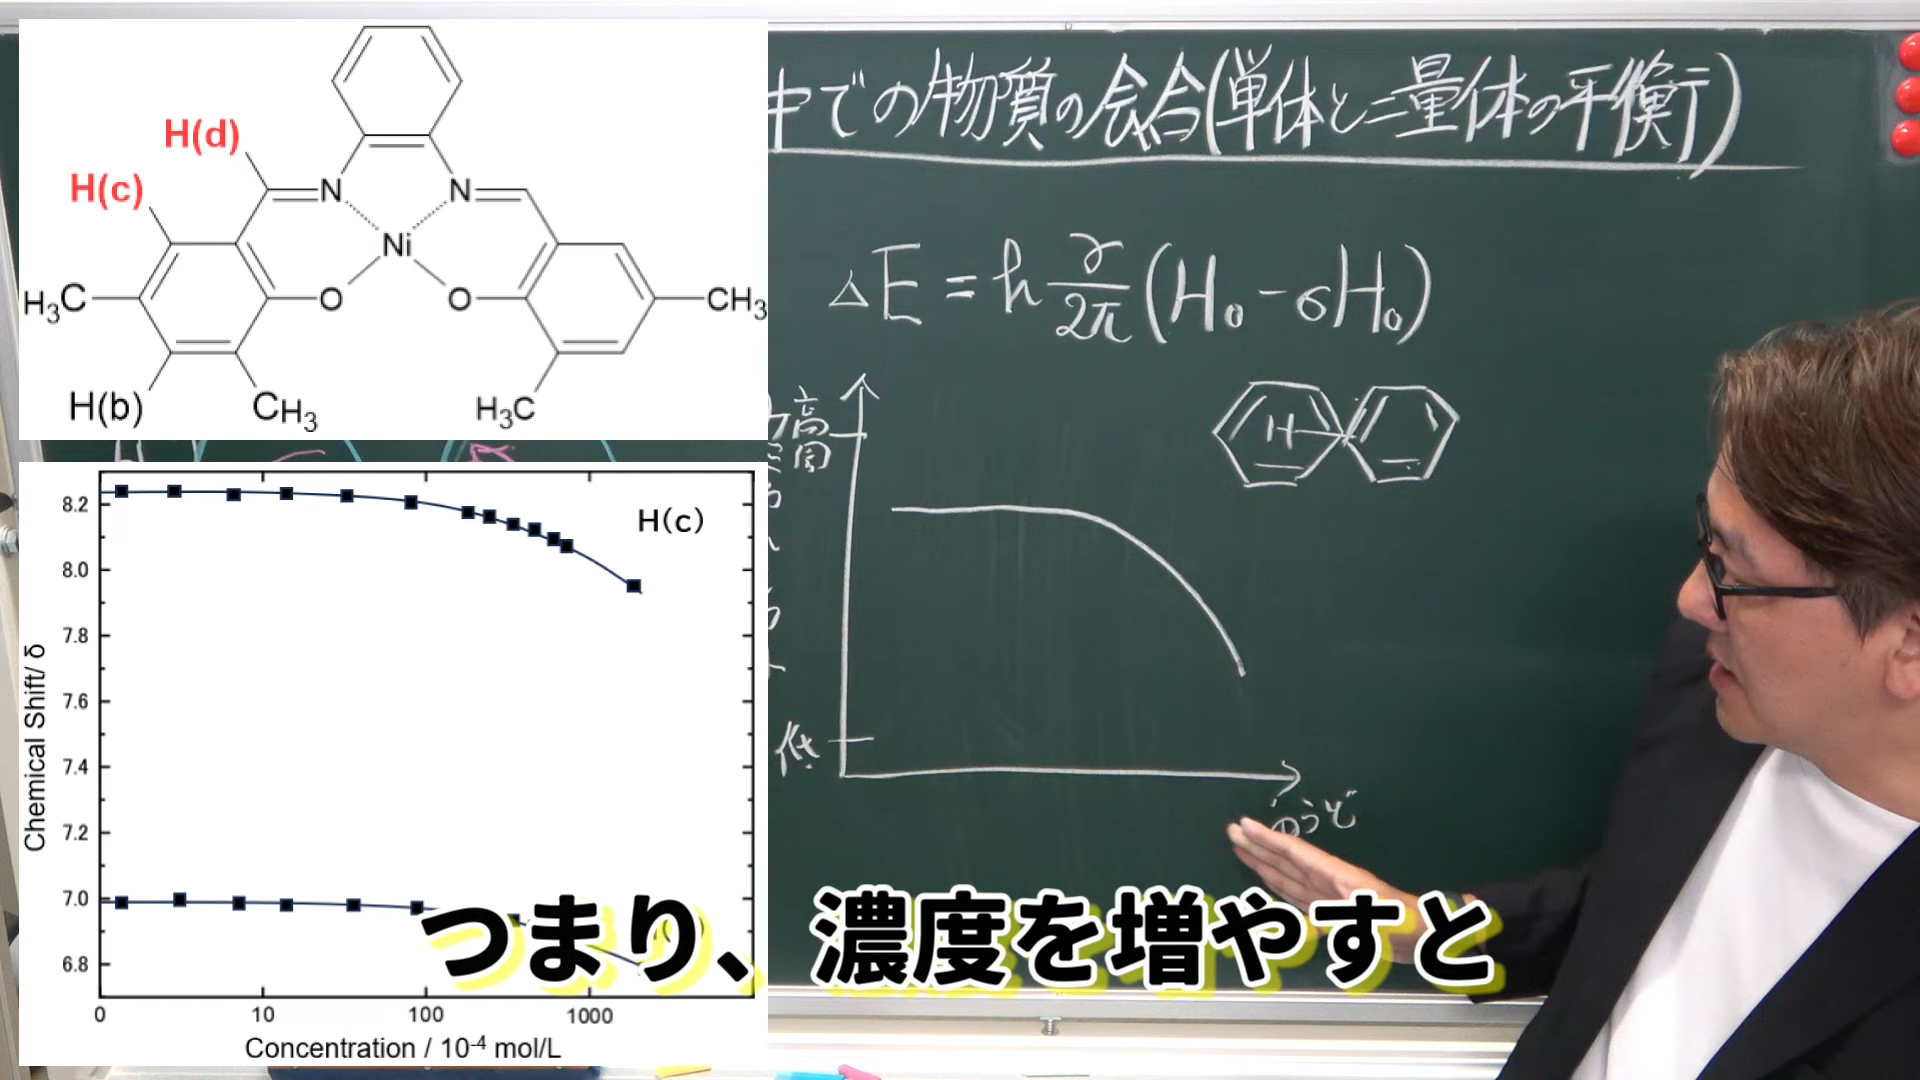 H(d)
H(c)
N
N
Ni
H₃C
O
O
CH₃
H(b)
CH₃
H₃C
中での物質の会合(単体と二量体の平衡)
ΔE = h γ/2π (H₀ - σH₀)
高
周
低
H
のうど
H(c)
8.2
8.0
7.8
7.6
7.4
7.2
7.0
6.8
Chemical Shift/ δ
0
10
100
1000
Concentration / 10⁻⁴ mol/L
つまり、濃度を増やすと